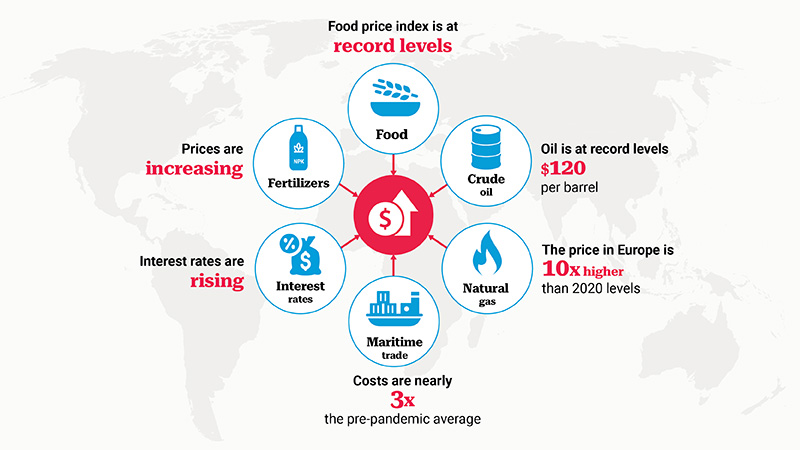 Food price index is at
record levels
Food
Prices are
increasing
NPK
Fertilizers
Crude
oil
Oil is at record levels
$120
per barrel
$
Interest rates are
rising
%
$
Interest
rates
Natural
gas
The price in Europe is
10x higher
than 2020 levels
Maritime
trade
Costs are nearly
3x
the pre-pandemic average